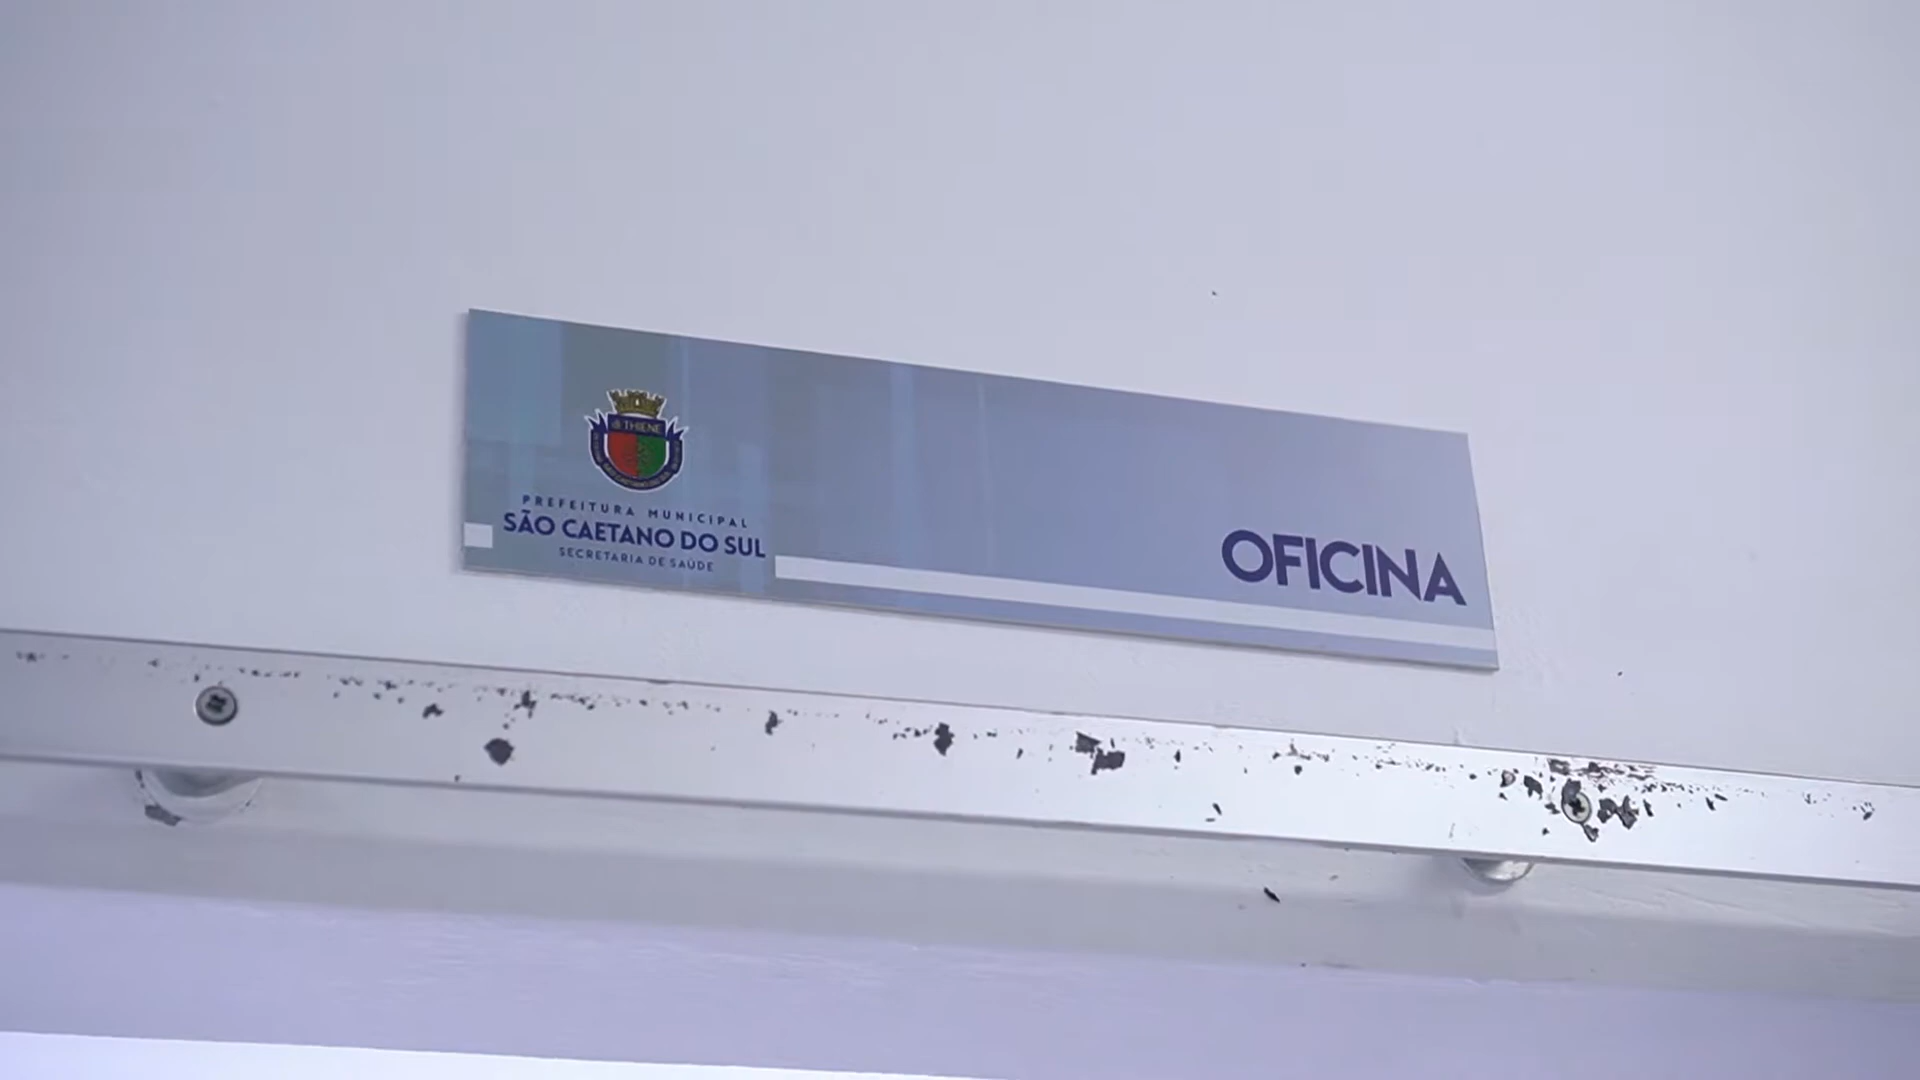 THIENE
PREFEITURA MUNICIPAL
SÃO CAETANO DO SUL
SECRETARIA DE SAÚDE
OFICINA